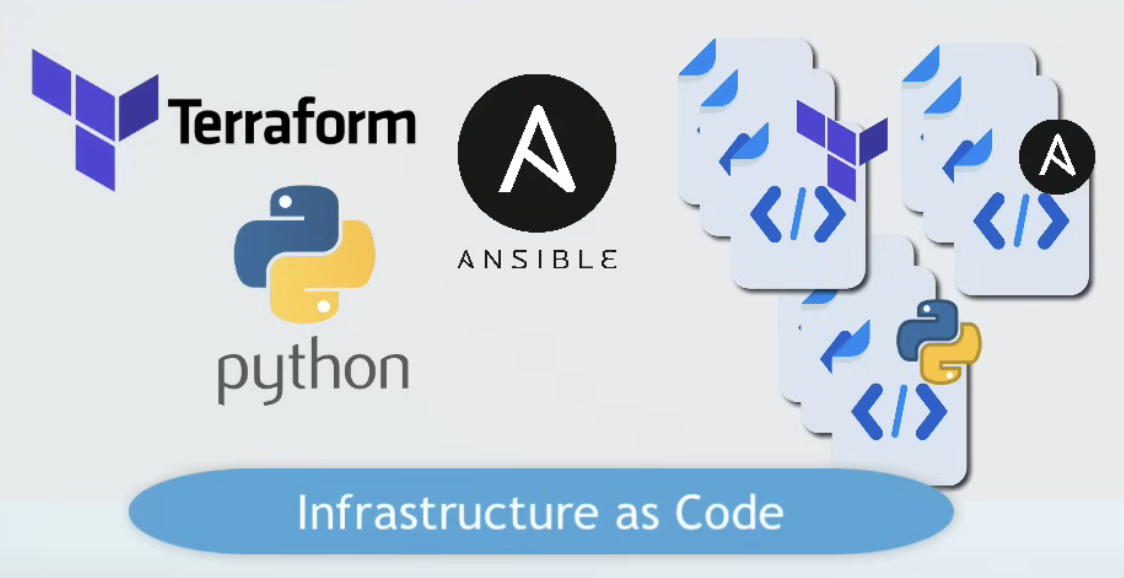 Terraform
python
ANSIBLE
</>
</>
</>
Infrastructure as Code